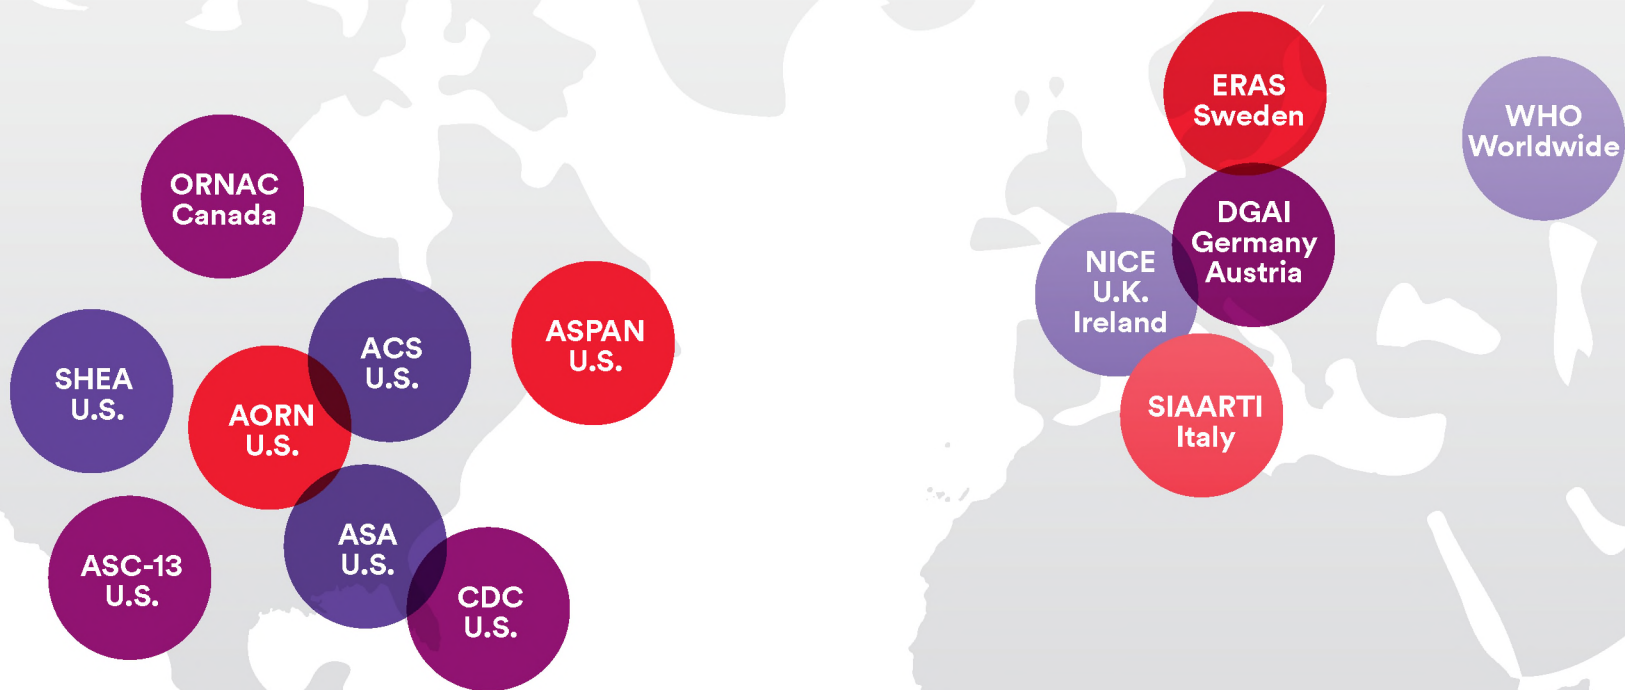 ORNAC
Canada
SHEA
U.S.
AORN
U.S.
ACS
U.S.
ASPAN
U.S.
ASC-13
U.S.
ASA
U.S.
CDC
U.S.
ERAS
Sweden
WHO
Worldwide
DGAI
Germany
Austria
NICE
U.K.
Ireland
SIAARTI
Italy